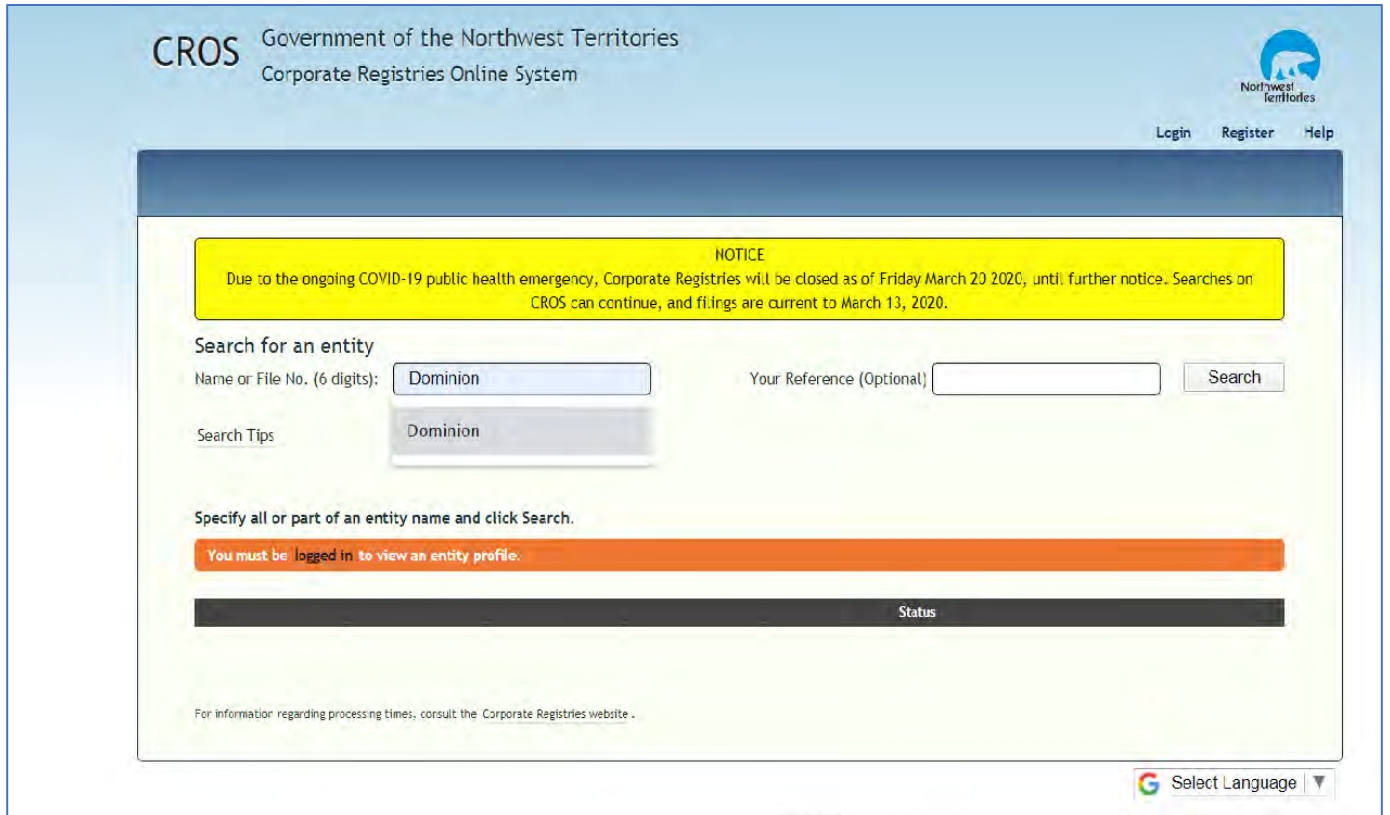 CROS
Government of the Northwest Territories
Corporate Registries Online System
Northwest
Territories
Login Register Help
NOTICE
Due to the ongoing COVID-19 public health emergency, Corporate Registries will be closed as of Friday March 20 2020, until further notice. Searches on
CROS can continue, and filings are current to March 13, 2020.
Search for an entity
Name or File No. (6 digits): Dominion Your Reference (Optional) Search
Search Tips Dominion
Specify all or part of an entity name and click Search.
You must be logged in to view an entity profile.
Status
For information regarding processing times, consult the Corporate Registries website .
G Select Language ▼